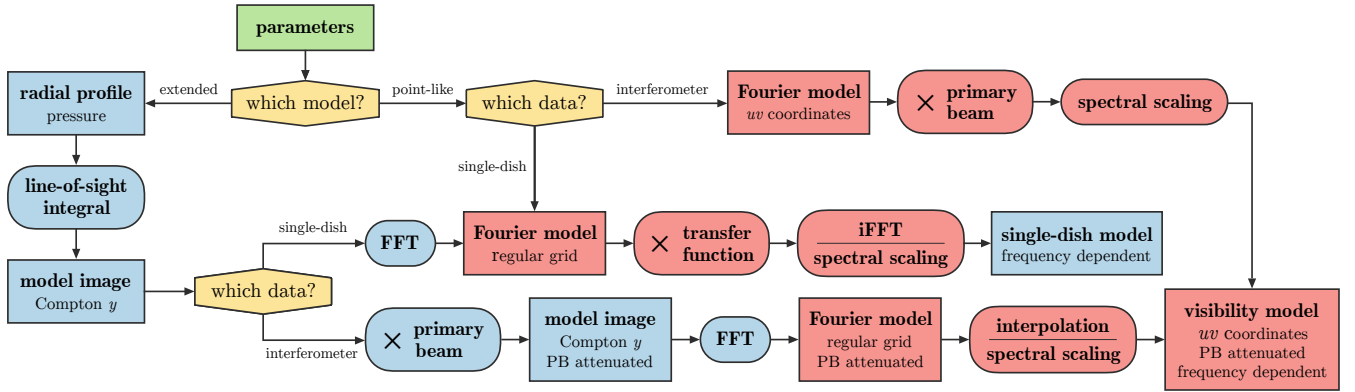 parameters
which model?
extended
radial profile
pressure
line-of-sight
integral
model image
Compton y
point-like
which data?
interferometer
Fourier model
uv coordinates
× primary
beam
spectral scaling
single-dish
which data?
single-dish
FFT
Fourier model
regular grid
× transfer
function
iFFT
spectral scaling
single-dish model
frequency dependent
interferometer
× primary
beam
model image
Compton y
PB attenuated
FFT
Fourier model
regular grid
PB attenuated
interpolation
spectral scaling
visibility model
uv coordinates
PB attenuated
frequency dependent